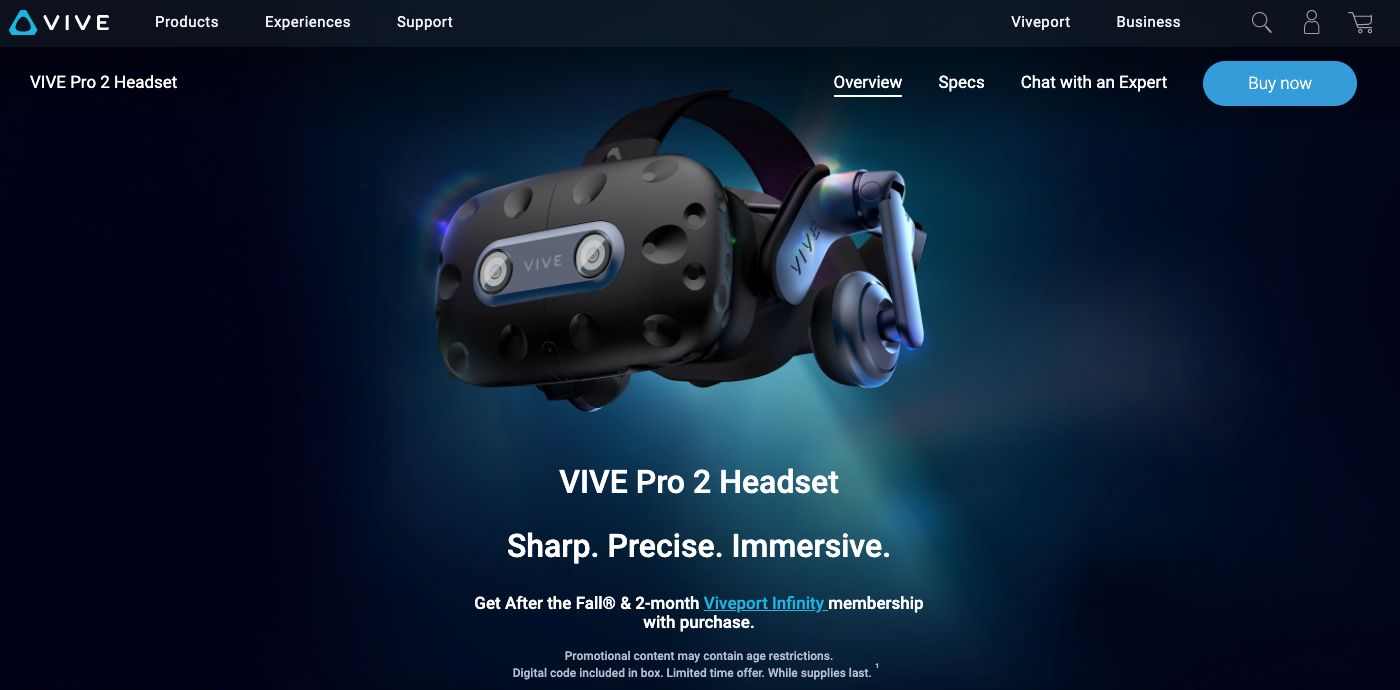 VIVE Products Experiences Support Viveport Business
VIVE Pro 2 Headset Overview Specs Chat with an Expert Buy now
VIVE
VIVE
VIVE Pro 2 Headset
Sharp. Precise. Immersive.
Get After the Fall® & 2-month Viveport Infinity membership
with purchase.
Promotional content may contain age restrictions.
Digital code included in box. Limited time offer. While supplies last. 1